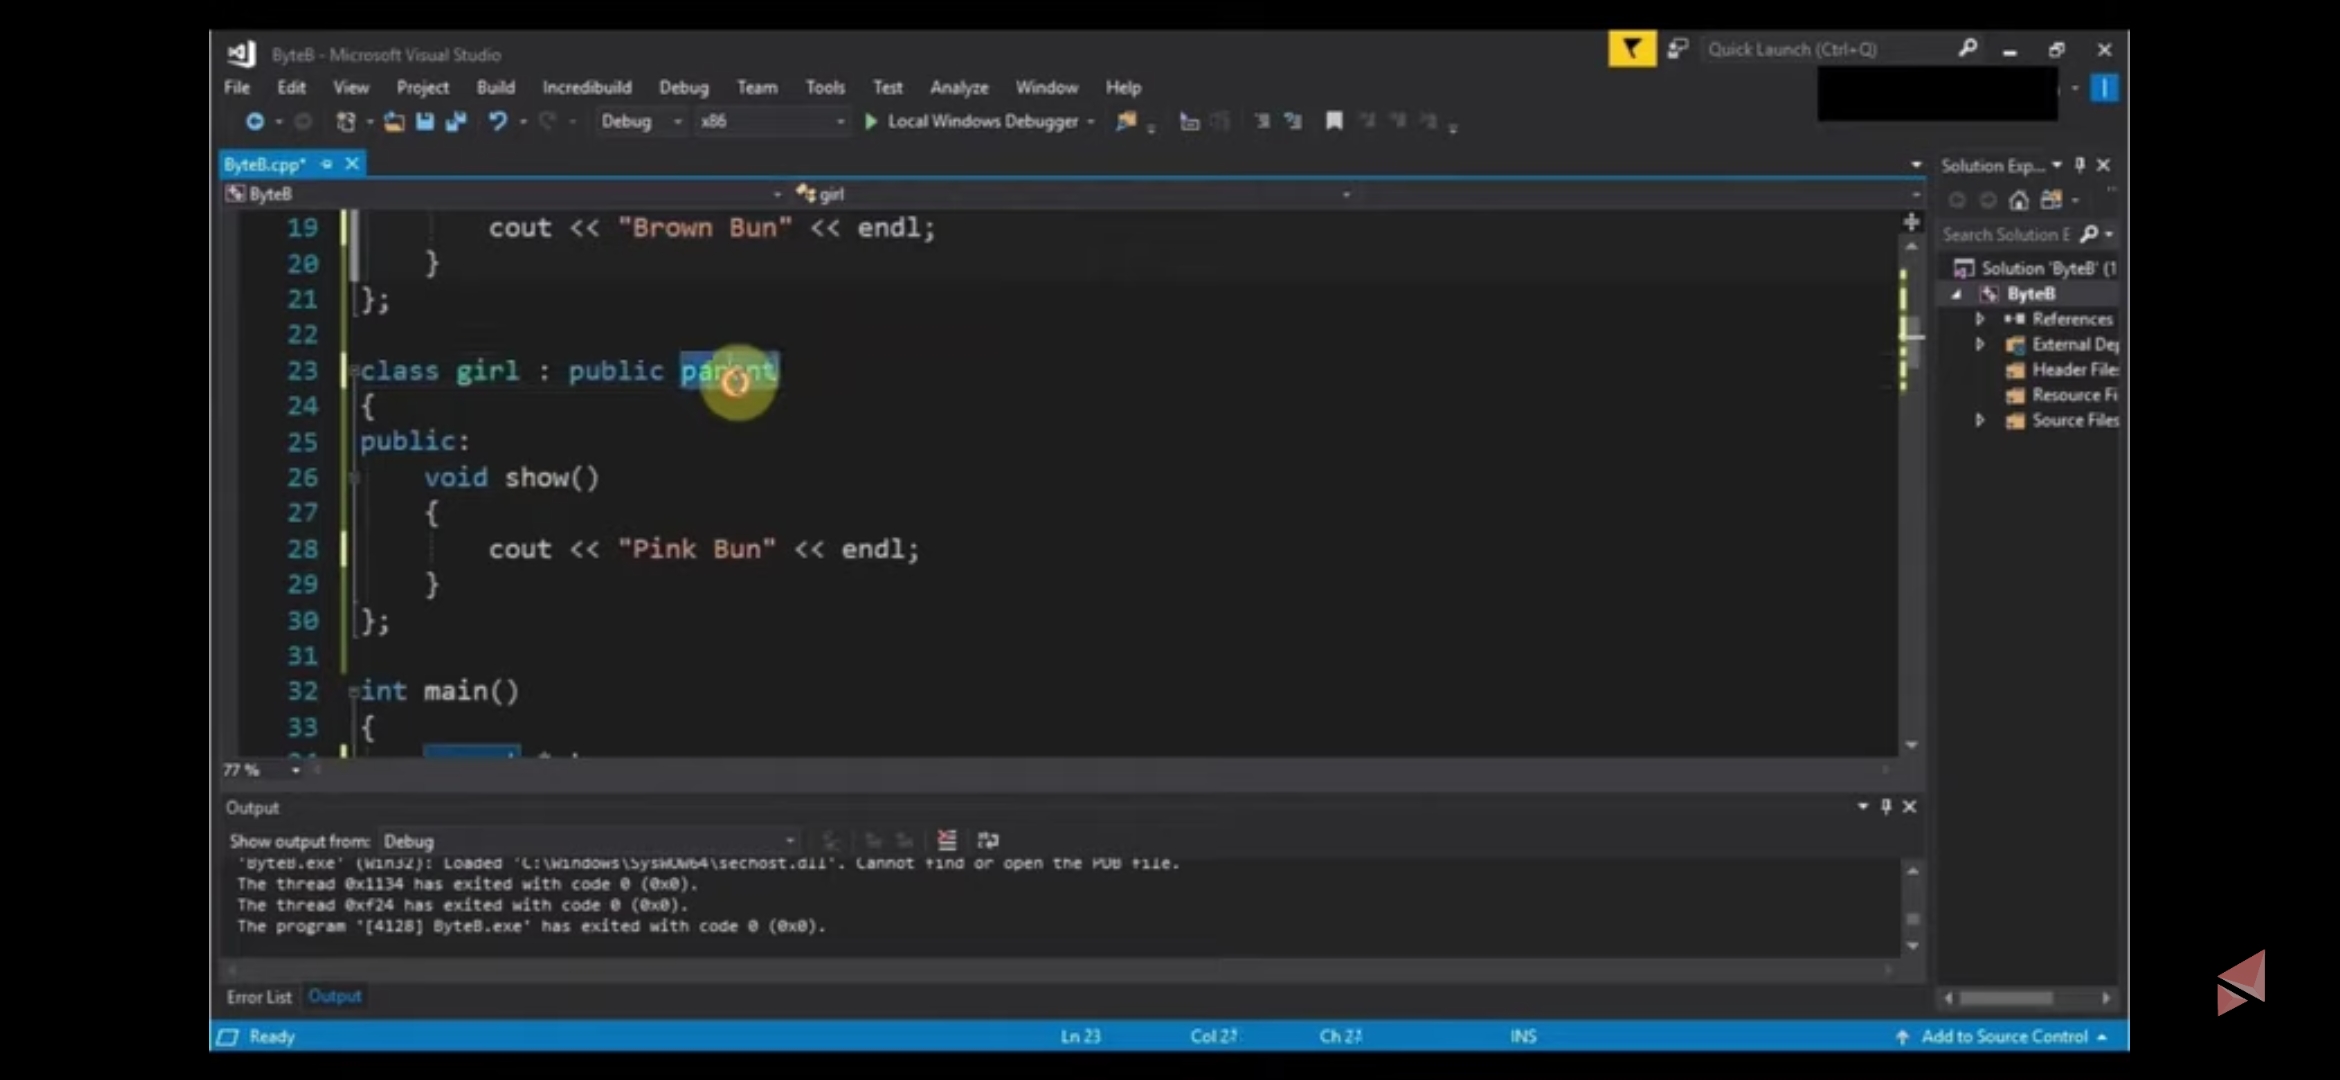 ByteB - Microsoft Visual Studio
Quick Launch (Ctrl+Q)
File Edit View Project Build Incredibuild Debug Team Tools Test Analyze Window Help
Debug x86 Local Windows Debugger
ByteB.cpp*
Solution Exp...
ByteB girl
Search Solution E
Solution 'ByteB' (1
ByteB
References
External Dep
Header Files
Resource Fi
Source Files
19 cout << "Brown Bun" << endl;
20 }
21 };
22
23 class girl : public parent
24 {
25 public:
26 void show()
27 {
28 cout << "Pink Bun" << endl;
29 }
30 };
31
32 int main()
33 {
77 %
Output
Show output from: Debug
'ByteB.exe' (Win32): Loaded 'C:\Windows\SysWOW64\sechost.dll'. Cannot find or open the PDB file.
The thread 0x1134 has exited with code 0 (0x0).
The thread 0xf24 has exited with code 0 (0x0).
The program '[4128] ByteB.exe' has exited with code 0 (0x0).
Error List Output
Ready Ln 23 Col Ch INS Add to Source Control